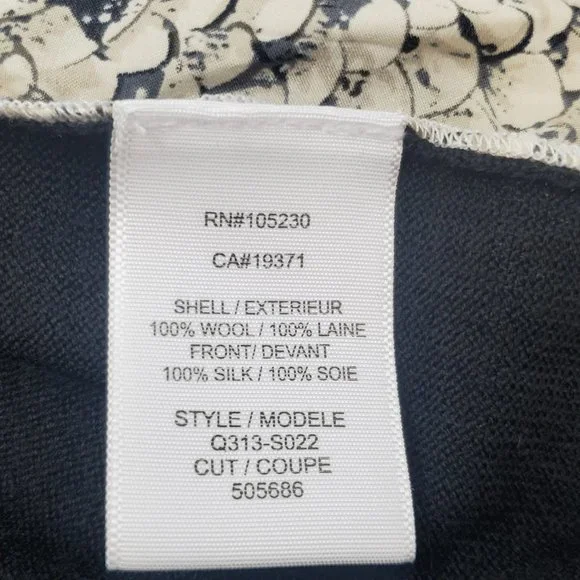 RN#105230
CA#19371
SHELL / EXTERIEUR
100% WOOL / 100% LAINE
FRONT/ DEVANT
100% SILK / 100% SOIE
STYLE / MODELE
Q313-S022
CUT / COUPE
505686